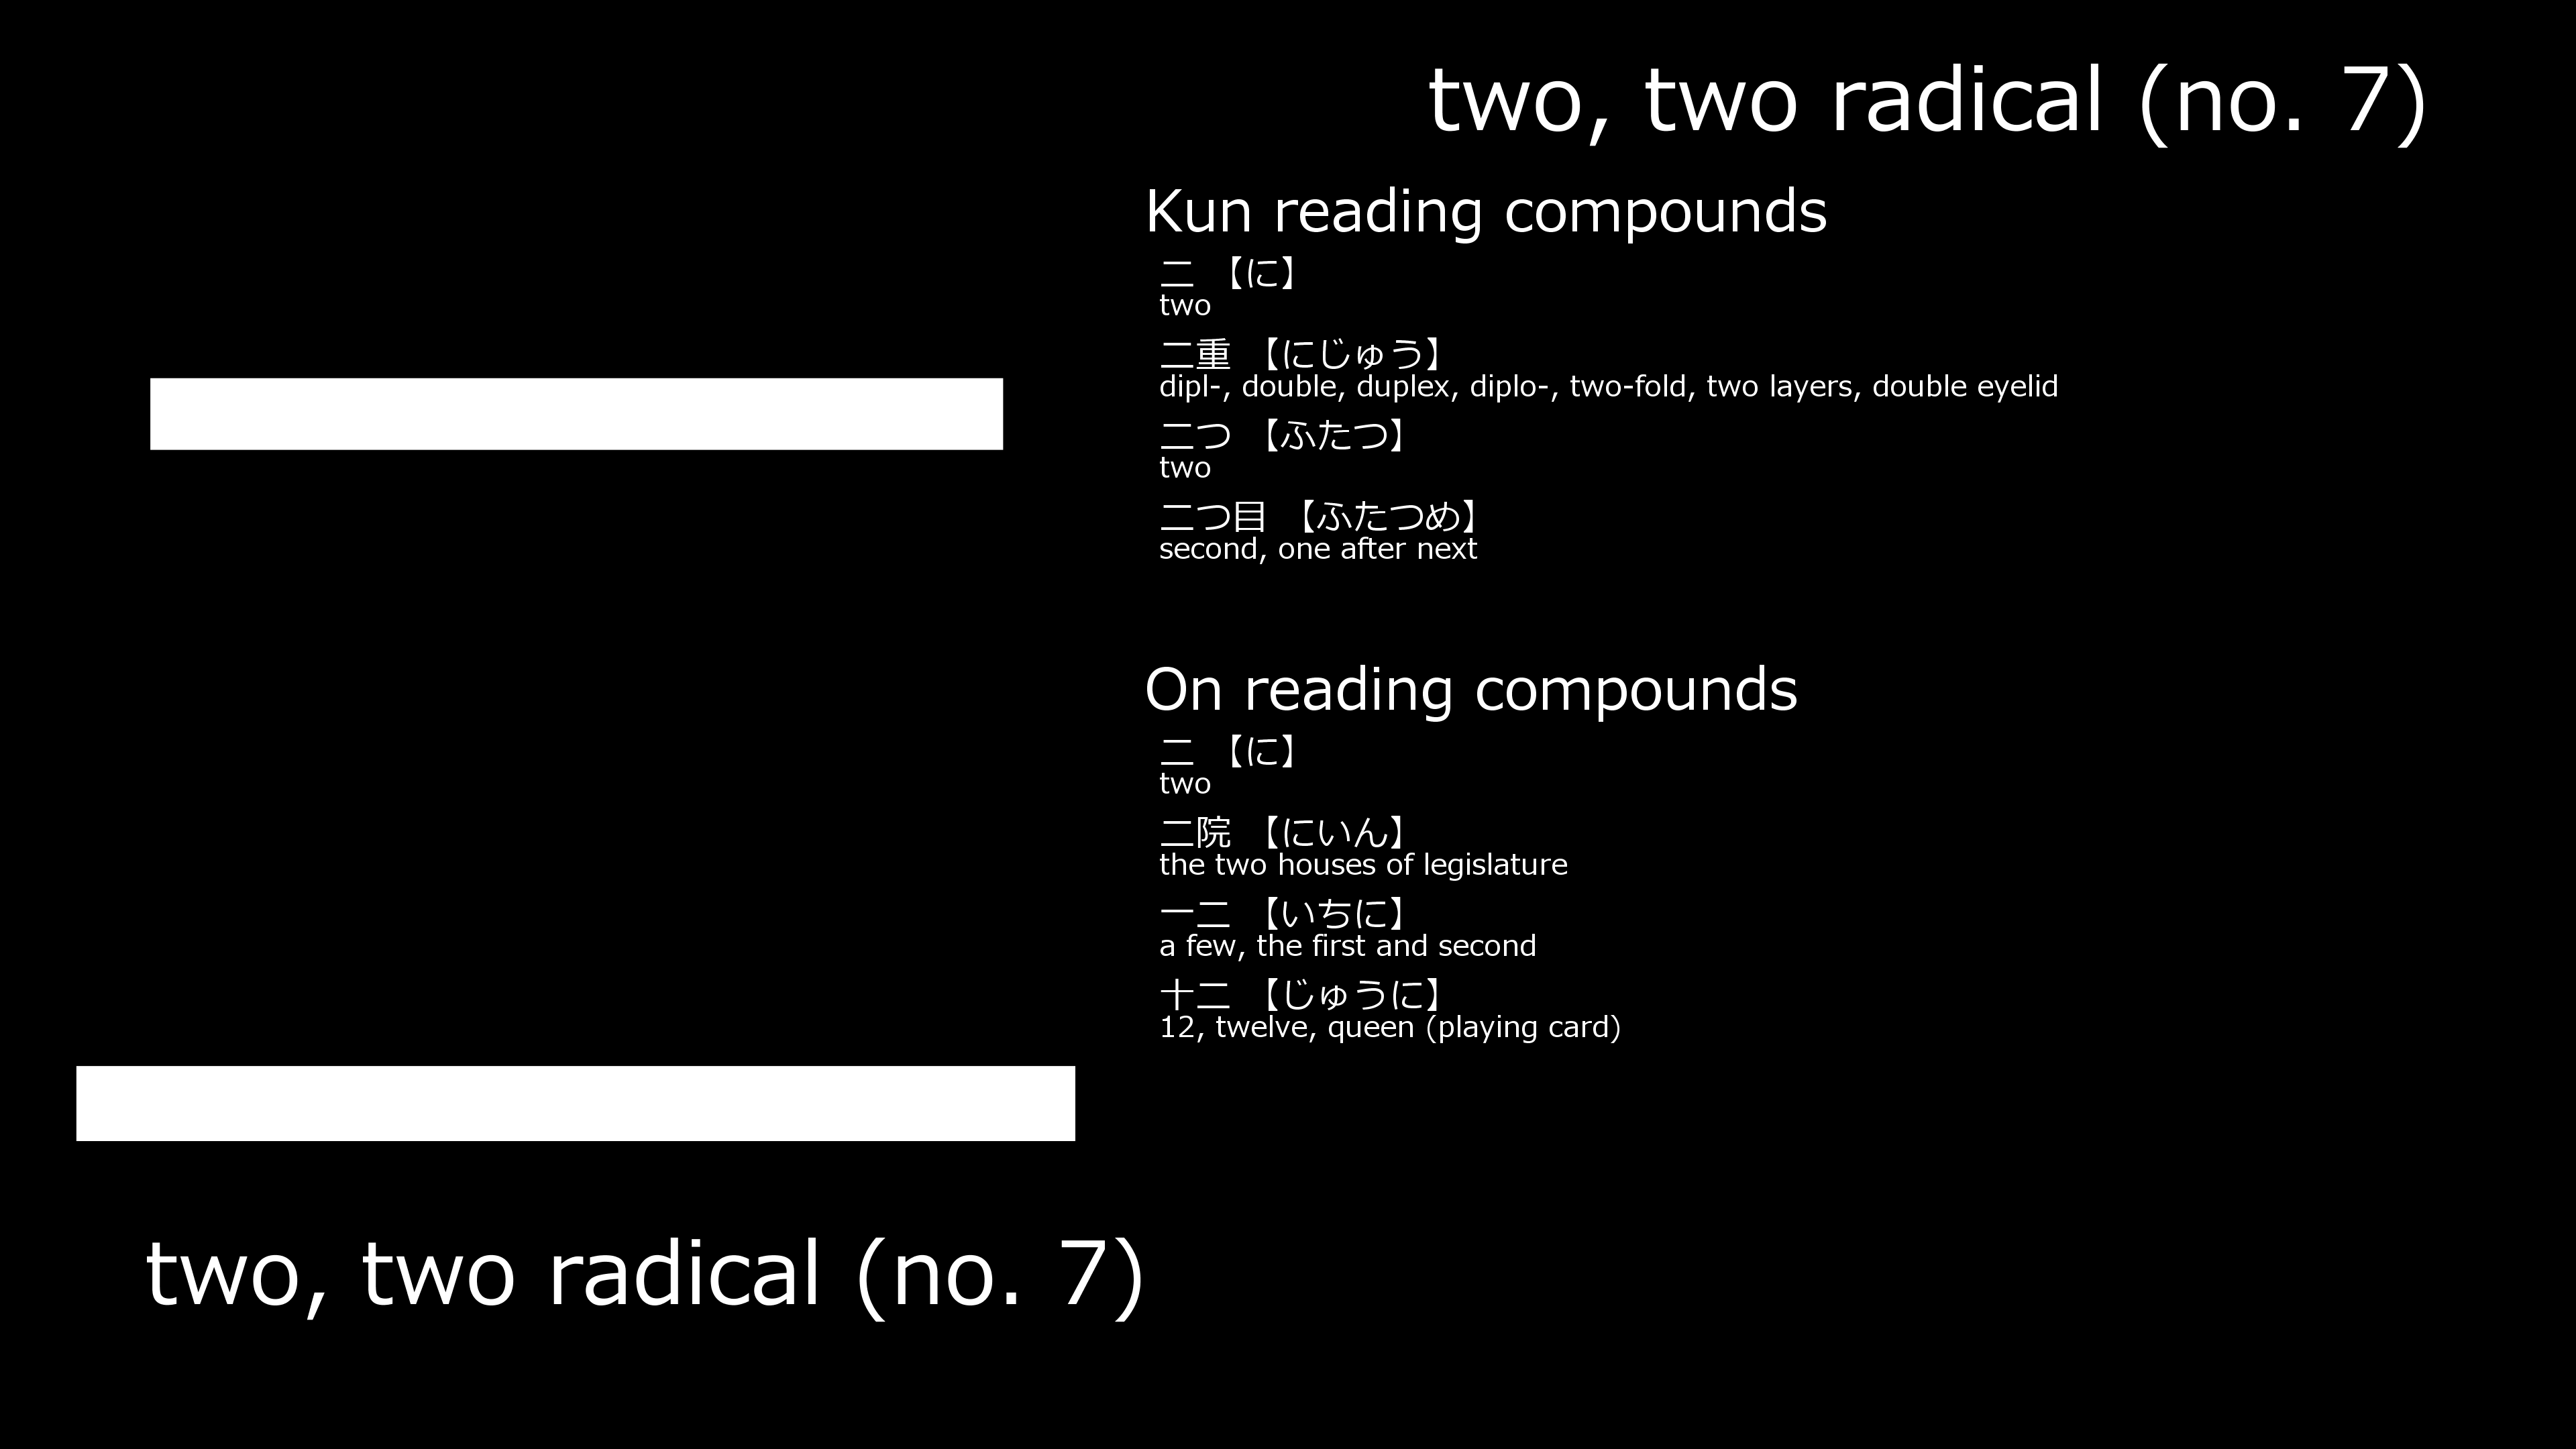 two, two radical (no. 7)
二
Kun reading compounds
二 【に】
two
二重 【にじゅう】
dipl-, double, duplex, diplo-, two-fold, two layers, double eyelid
二つ 【ふたつ】
two
二つ目 【ふたつめ】
second, one after next
On reading compounds
二 【に】
two
二院 【にいん】
the two houses of legislature
一二 【いちに】
a few, the first and second
十二 【じゅうに】
12, twelve, queen (playing card)
two, two radical (no. 7)